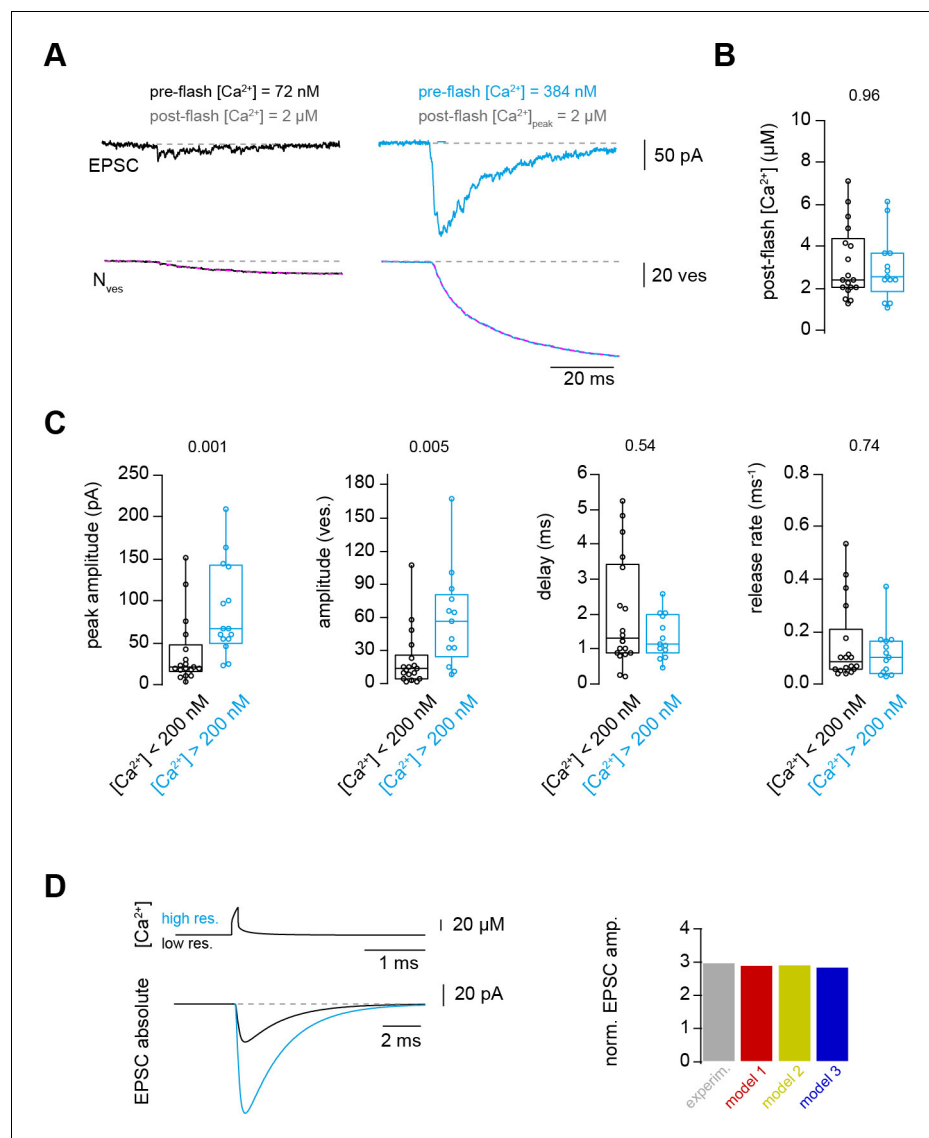 A
pre-flash [Ca²⁺] = 72 nM
post-flash [Ca²⁺] = 2 µM
EPSC
pre-flash [Ca²⁺] = 384 nM
post-flash [Ca²⁺]peak = 2 µM
50 pA
Nves
20 ves
20 ms
B
0.96
post-flash [Ca²⁺] (µM)
10
8
6
4
2
0
C
0.001
peak amplitude (pA)
250
200
150
100
50
0
[Ca²⁺] < 200 nM
[Ca²⁺] > 200 nM
0.005
amplitude (ves.)
180
150
120
90
60
30
0
[Ca²⁺] < 200 nM
[Ca²⁺] > 200 nM
0.54
delay (ms)
6
5
4
3
2
1
0
[Ca²⁺] < 200 nM
[Ca²⁺] > 200 nM
0.74
release rate (ms⁻¹)
0.8
0.6
0.4
0.2
0.0
[Ca²⁺] < 200 nM
[Ca²⁺] > 200 nM
D
[Ca²⁺]
high res.
low res.
20 µM
1 ms
EPSC absolute
20 pA
2 ms
norm. EPSC amp.
4
3
2
1
0
experim.
model 1
model 2
model 3